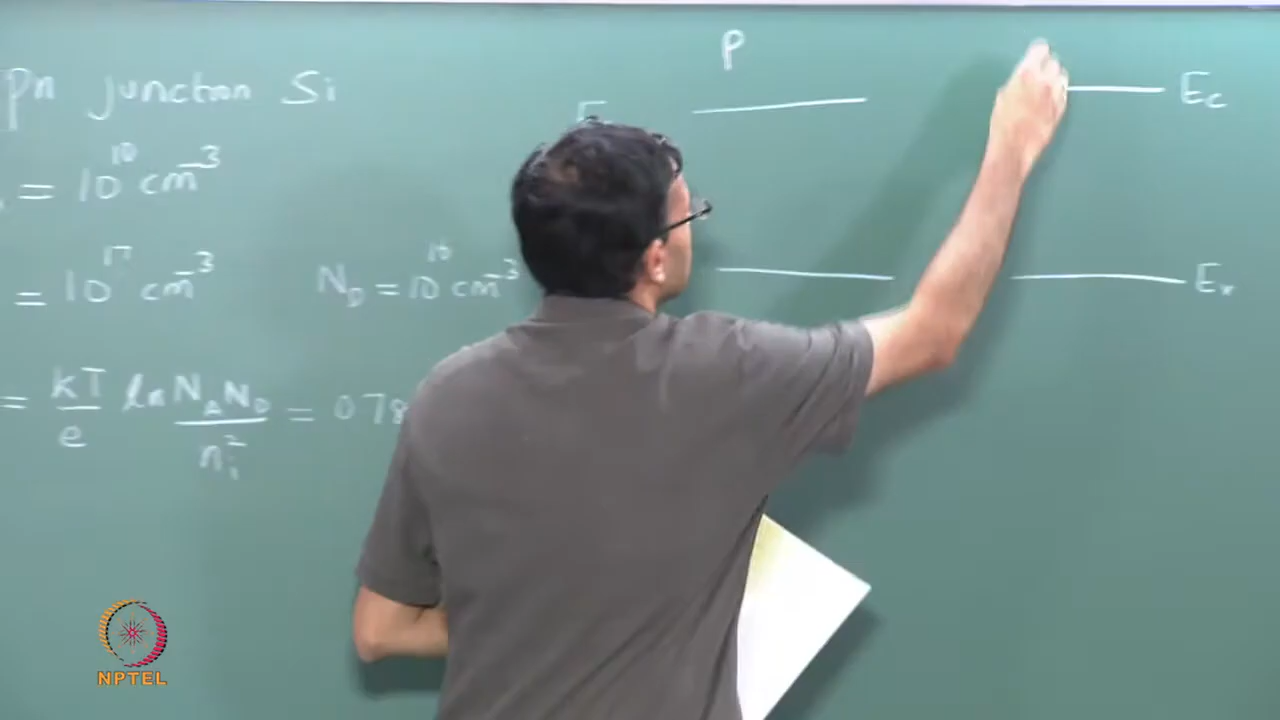 pn junction Si
= 10^10 cm^-3
= 10^17 cm^-3 N_D = 10^16 cm^-3
= kT/e ln N_A N_D / n_i^2 = 0.78
P
E_c
E_v
NPTEL